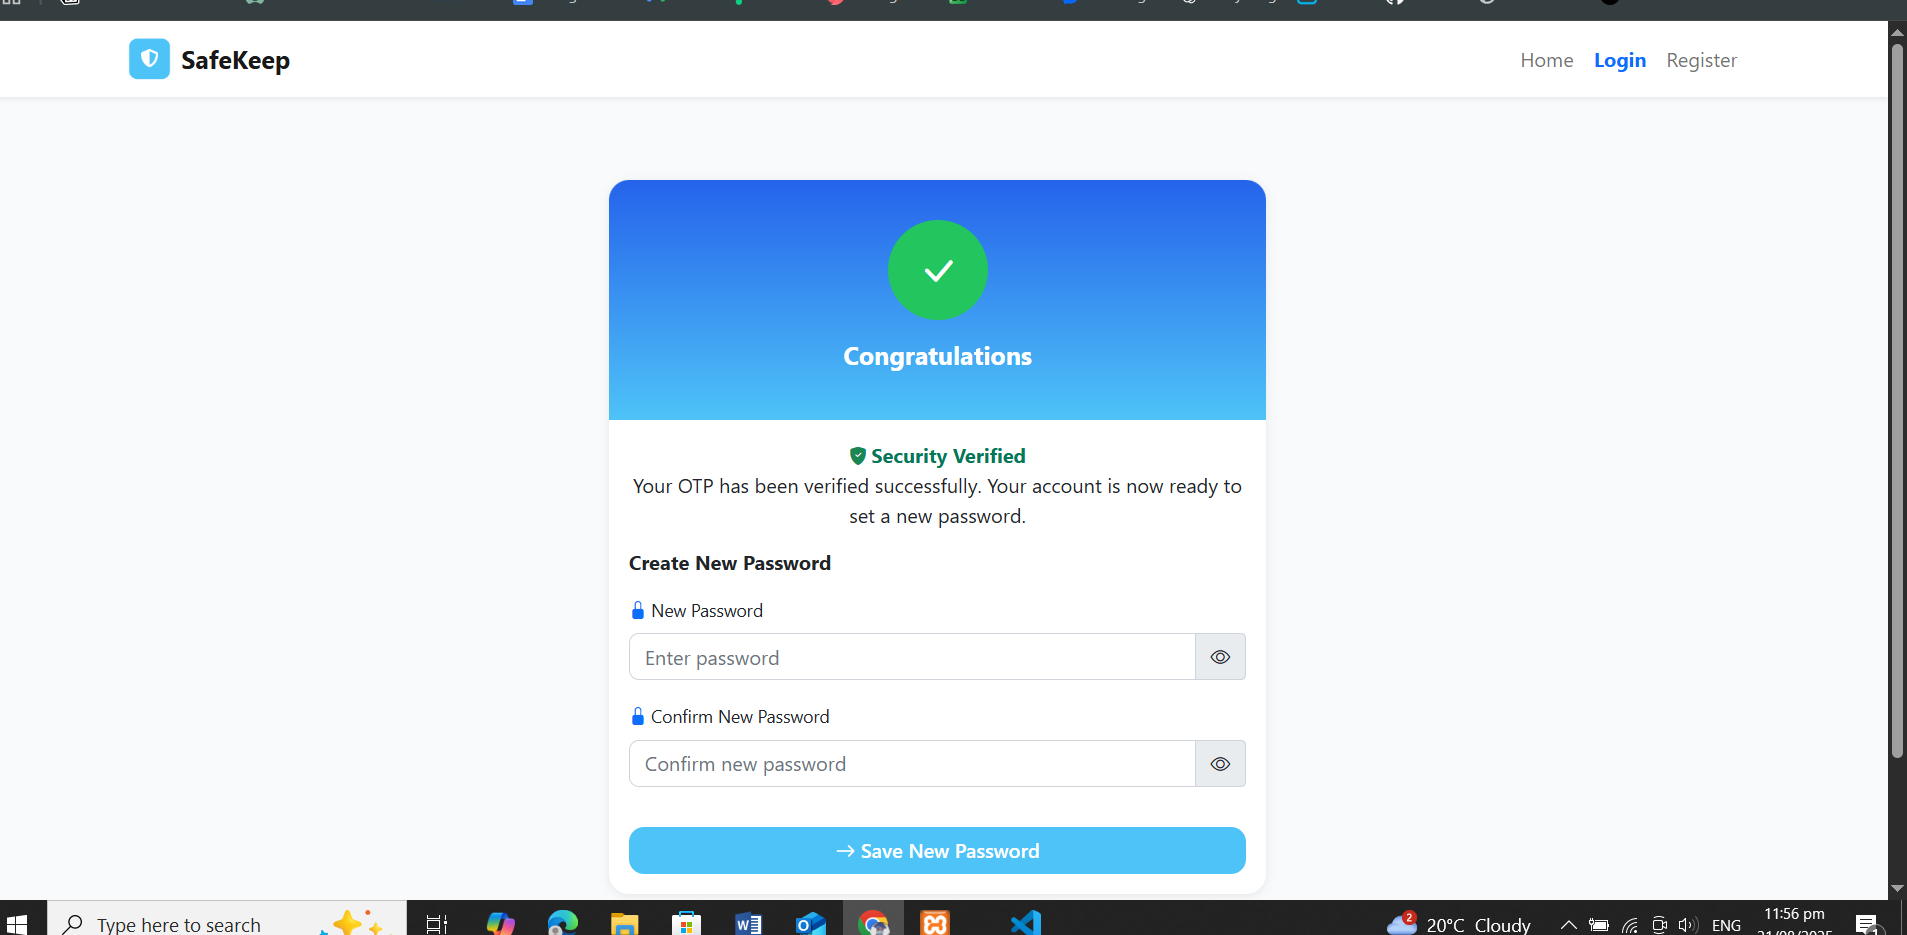 SafeKeep
Home Login Register
Congratulations
Security Verified
Your OTP has been verified successfully. Your account is now ready to
set a new password.
Create New Password
New Password
Enter password
Confirm New Password
Confirm new password
→ Save New Password
Type here to search
2
20°C Cloudy
ENG
11:56 pm
1